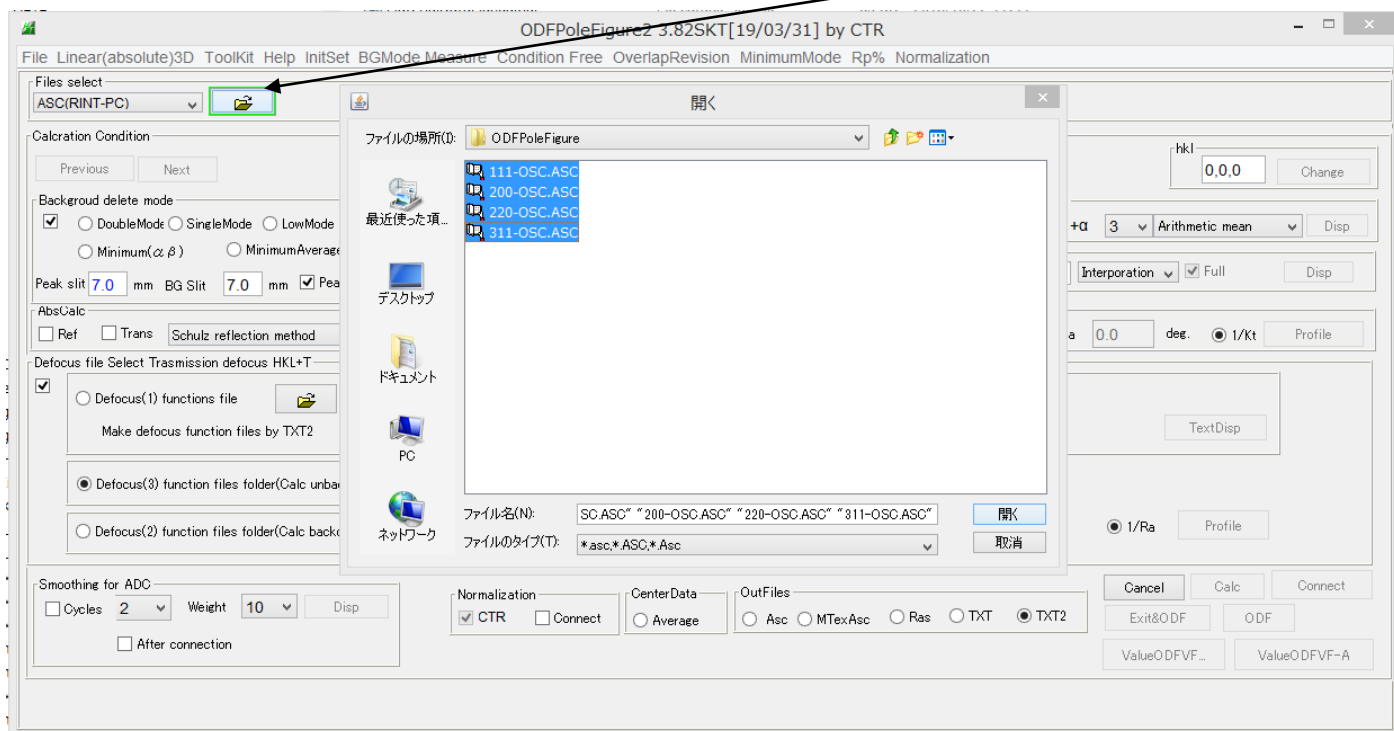 ODFPoleFigure2 3.82SKT[19/03/31] by CTR
File Linear(absolute)3D ToolKit Help InitSet BGMode Measure Condition Free OverlapRevision MinimumMode Rp% Normalization
Files select
ASC(RINT-PC)
Calcration Condition
Previous Next
Backgroud delete mode
DoubleMode SingleMode LowMode
Minimum(αβ) MinimumAverage
Peak slit 7.0 mm BG Slit 7.0 mm Pea
AbsCalc
Ref Trans Schulz reflection method
Defocus file Select Trasmission defocus HKL+T
Defocus(1) functions file
Make defocus function files by TXT2
Defocus(3) function files folder(Calc unba
Defocus(2) function files folder(Calc backg
開く
ファイルの場所(I): ODFPoleFigure
最近使った項...
デスクトップ
ドキュメント
PC
ネットワーク
111-OSC.ASC
200-OSC.ASC
220-OSC.ASC
311-OSC.ASC
ファイル名(N): SC.ASC" "200-OSC.ASC" "220-OSC.ASC" "311-OSC.ASC" 開く
ファイルのタイプ(T): *.asc,*.ASC,*.Asc 取消
hkl
0,0,0 Change
+α 3 Arithmetic mean Disp
Interporation Full Disp
a 0.0 deg. 1/Kt Profile
TextDisp
1/Ra Profile
Smoothing for ADC
Cycles 2 Weight 10 Disp
After connection
Normalization
CTR Connect
CenterData
Average
OutFiles
Asc MTexAsc Ras TXT TXT2
Cancel Calc Connect
Exit&ODF ODF
ValueODFVF... ValueODFVF-A